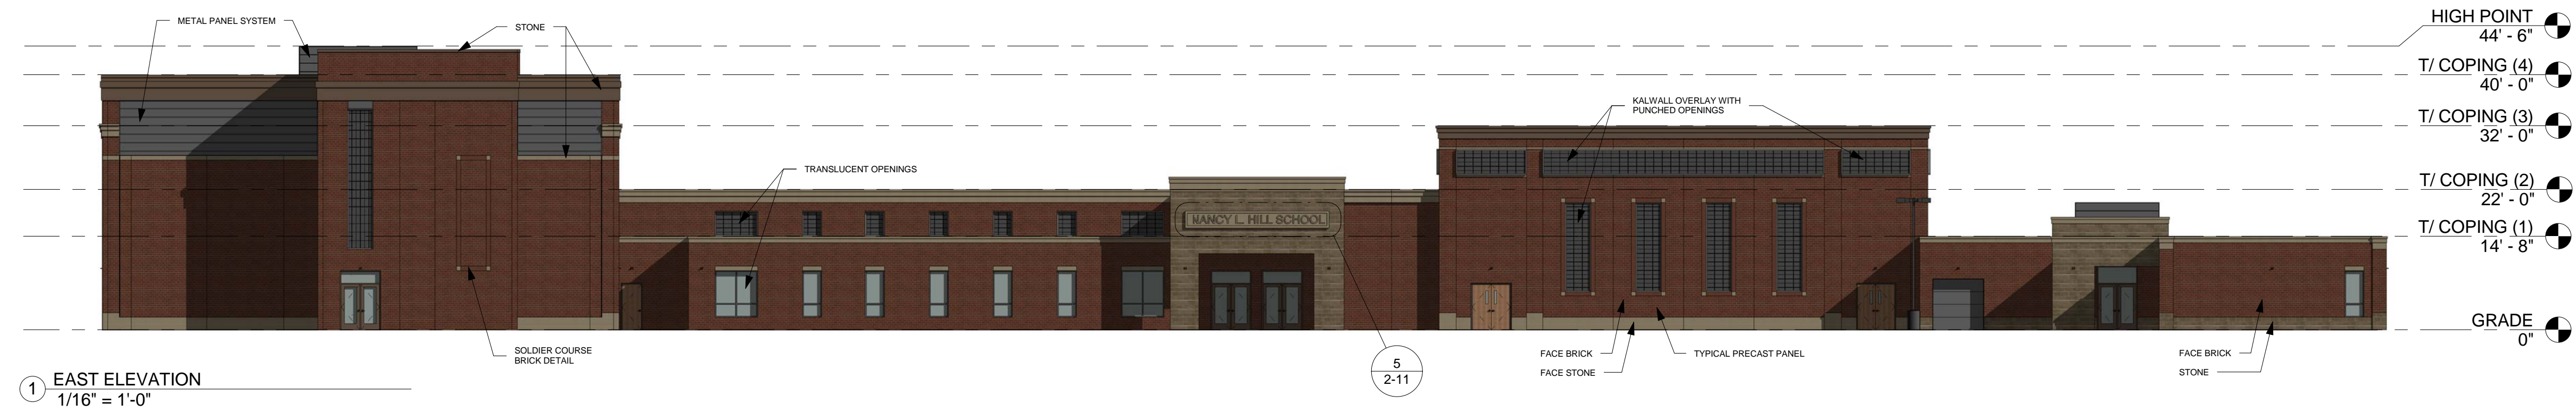 METAL PANEL SYSTEM
STONE
HIGH POINT
44' - 6"
T/ COPING (4)
40' - 0"
KALWALL OVERLAY WITH
PUNCHED OPENINGS
T/ COPING (3)
32' - 0"
TRANSLUCENT OPENINGS
T/ COPING (2)
22' - 0"
NANCY L. HILL SCHOOL
T/ COPING (1)
14' - 8"
GRADE
0"
SOLDIER COURSE
BRICK DETAIL
5
2-11
FACE BRICK
TYPICAL PRECAST PANEL
FACE STONE
FACE BRICK
STONE
1
EAST ELEVATION
1/16" = 1'-0"